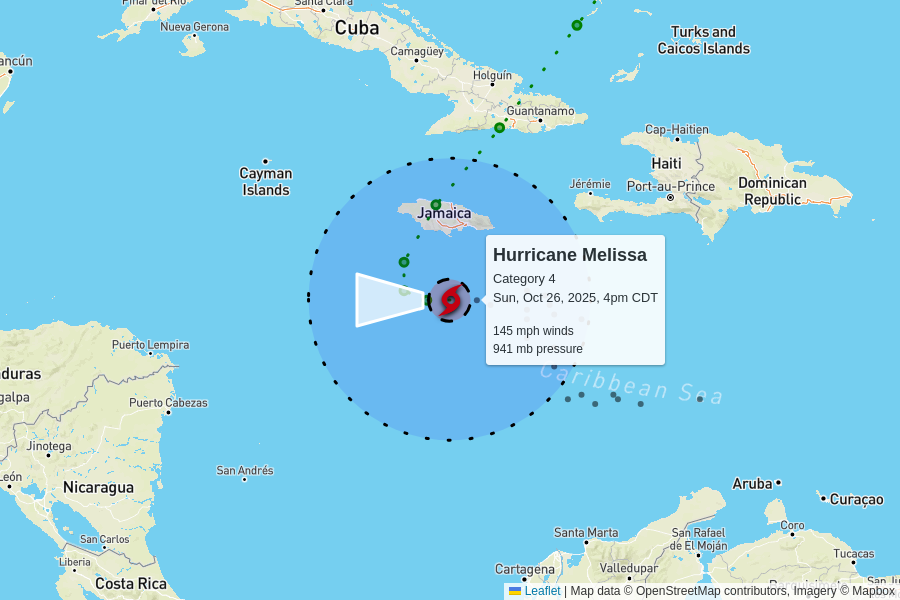 Pinar del Río
Santa Clara
Cuba
Nueva Gerona
Turks and
Caicos Islands
ancún
Camagüey
Holguín
Guantanamo
Cap-Haitien
Cayman
Islands
Haiti
Jérémie
Port-au-Prince
Dominican
Republic
Jamaica
Hurricane Melissa
Category 4
Sun, Oct 26, 2025, 4pm CDT
145 mph winds
941 mb pressure
Caribbean Sea
Puerto Lempira
duras
galpa
Puerto Cabezas
Jinotega
San Andrés
León
Nicaragua
Aruba
Curaçao
San Carlos
Santa Marta
San Rafael
de El Moján
Coro
Liberia
Tucacas
Cartagena
Valledupar
Costa Rica
Leaflet | Map data © OpenStreetMap contributors, Imagery © Mapbox